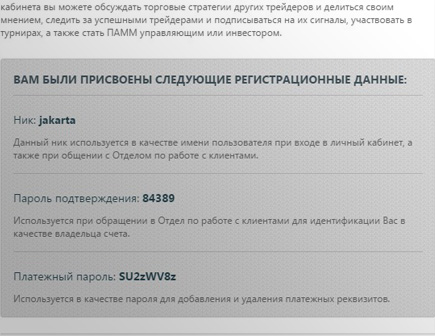 кабинета вы можете обсуждать торговые стратегии других трейдеров и делиться своим
мнением, следить за успешными трейдерами и подписываться на их сигналы, участвовать в
турнирах, а также стать ПАММ управляющим или инвестором.
ВАМ БЫЛИ ПРИСВОЕНЫ СЛЕДУЮЩИЕ РЕГИСТРАЦИОННЫЕ ДАННЫЕ:
Ник: jakarta
Данный ник используется в качестве имени пользователя при входе в личный кабинет, а
также при общении с Отделом по работе с клиентами.
Пароль подтверждения: 84389
Используется при обращении в Отдел по работе с клиентами для идентификации Вас в
качестве владельца счета.
Платежный пароль: SU2zWV8z
Используется в качестве пароля для добавления и удаления платежных реквизитов.